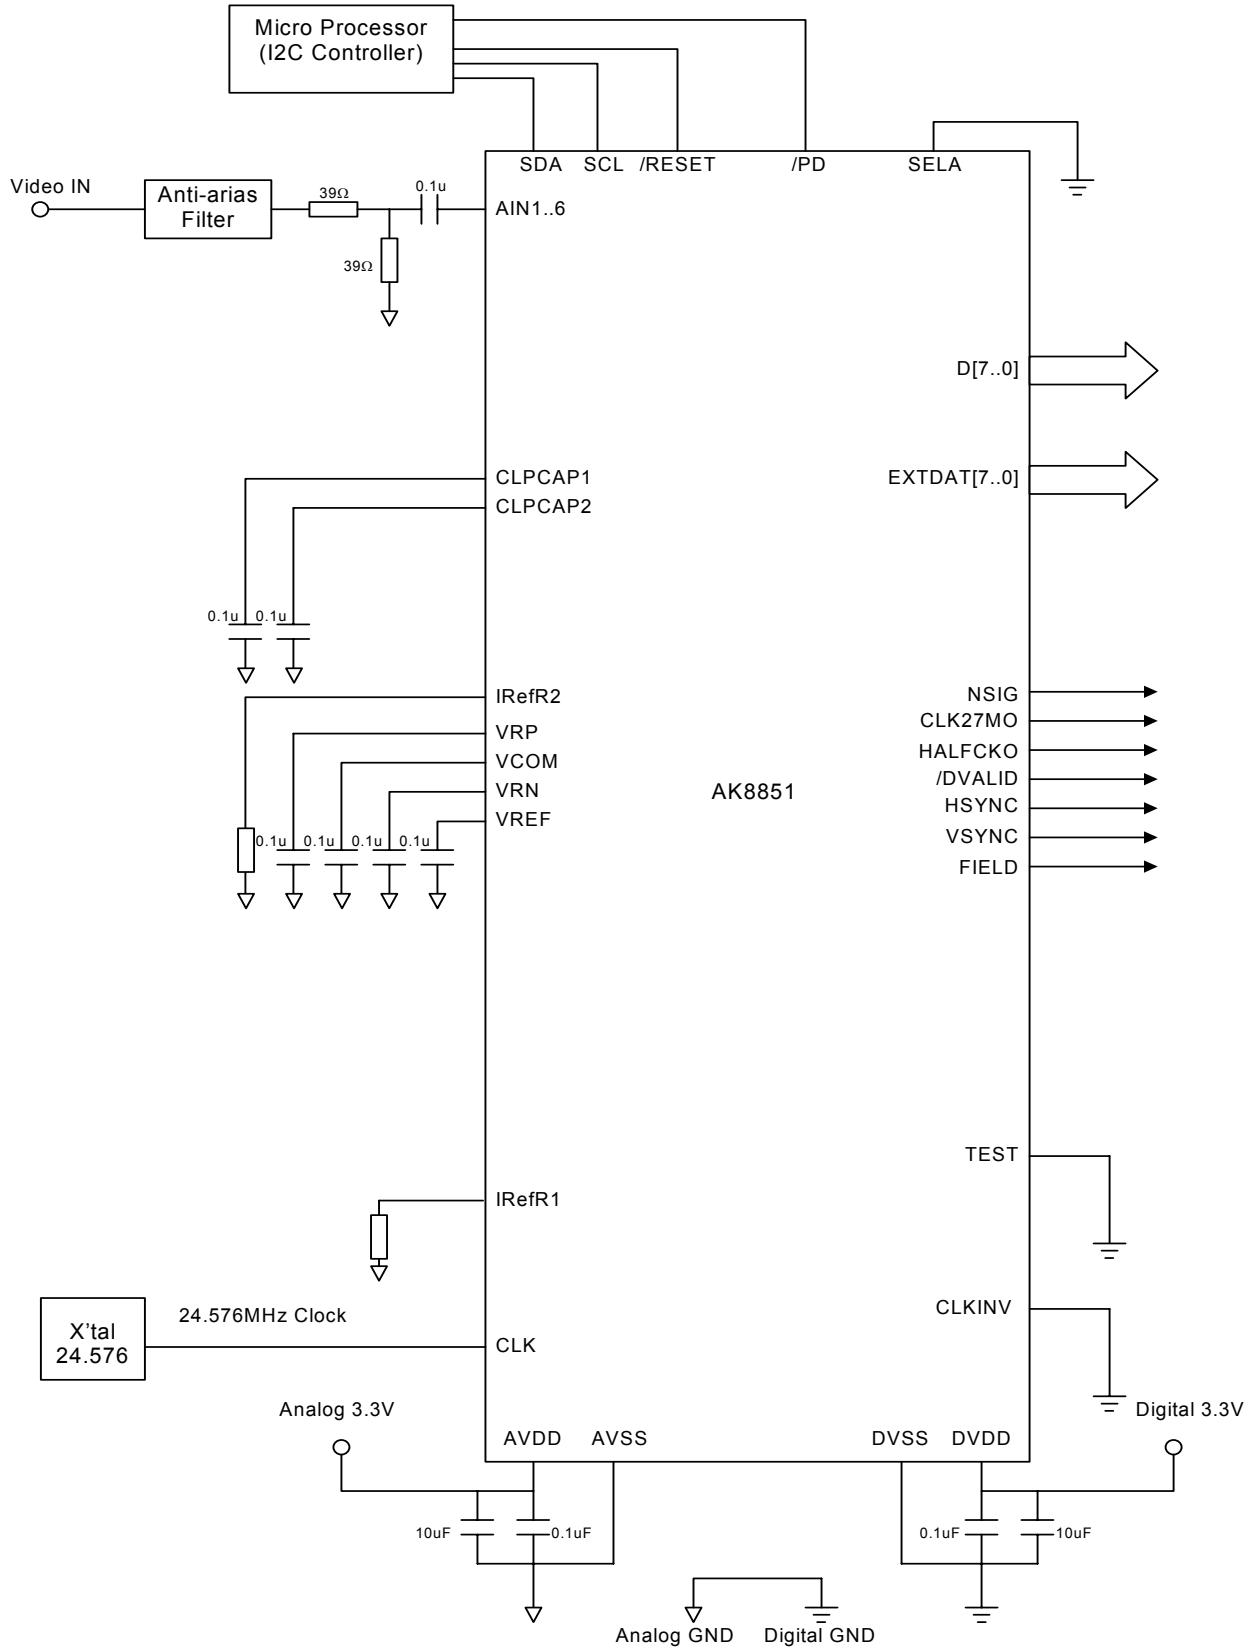 Micro Processor
(I2C Controller)
SDA SCL /RESET /PD SELA
Video IN
Anti-arias
Filter
39Ω
0.1u
AIN1..6
39Ω
D[7..0]
CLPCAP1
EXTDAT[7..0]
CLPCAP2
0.1u 0.1u
IRefR2
NSIG
VRP
CLK27MO
VCOM
HALFCKO
VRN
/DVALID
AK8851
VREF
HSYNC
0.1u 0.1u 0.1u 0.1u
VSYNC
FIELD
TEST
IRefR1
CLKINV
24.576MHz Clock
X'tal
24.576
CLK
Analog 3.3V
Digital 3.3V
AVDD AVSS DVSS DVDD
10uF 0.1uF 0.1uF 10uF
Analog GND Digital GND